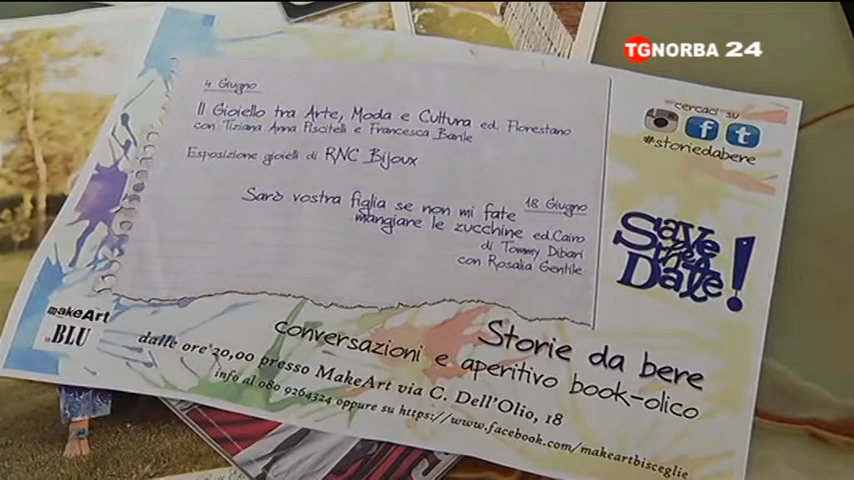 TGNORBA 24
4 Giugno
Il Gioiello tra Arte, Moda e Cultura ed. Florestano
con Tiziana Anna Piscitelli e Francesca Barile
Esposizione gioielli di RNC Bijoux
18 Giugno
Sarò vostra figlia se non mi fate
mangiare le zucchine ed. Cairo
di Tommy Dibari
con Rosalia Gentile
cercaci su
#storiedabere
Save
the
Date!
makeArt
in BLU
Storie da bere
conversazioni e aperitivo book-olico
dalle ore 20,00 presso MakeArt via C. Dell'Olio, 18
info al 080 9264324 oppure su https://www.facebook.com/makeartbisceglie